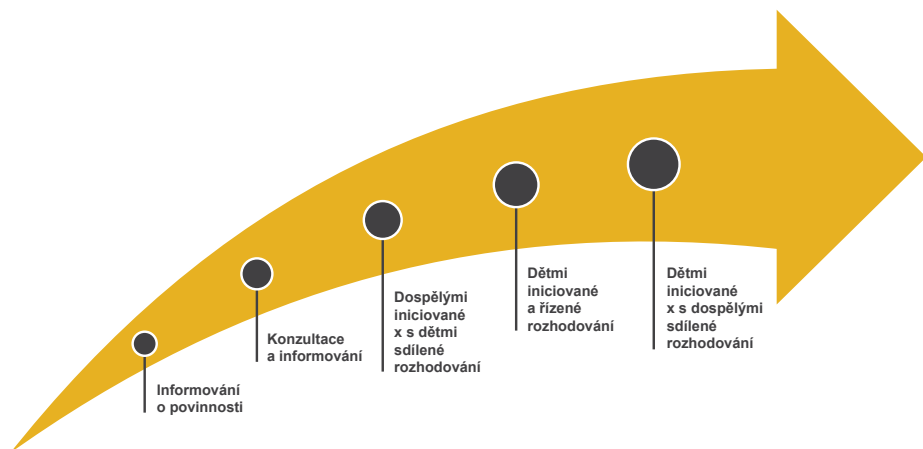 Informování
o povinnosti
Konzultace
a informování
Dospělými
iniciované
x s dětmi
sdílené
rozhodování
Dětmi
iniciované
a řízené
rozhodování
Dětmi
iniciované
x s dospělými
sdílené
rozhodování